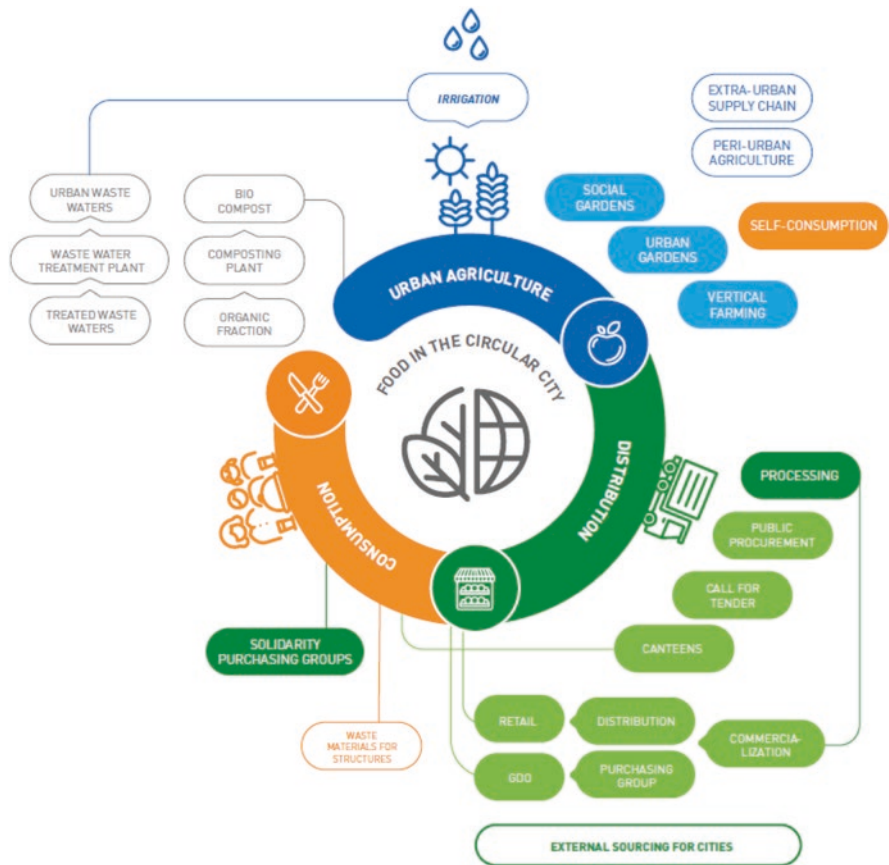 IRRIGATION
EXTRA-URBAN
SUPPLY CHAIN
PERI-URBAN
AGRICULTURE
URBAN WASTE
WATERS
BIO
COMPOST
SOCIAL
GARDENS
SELF-CONSUMPTION
WASTE WATER
TREATMENT PLANT
COMPOSTING
PLANT
URBAN
GARDENS
TREATED WASTE
WATERS
ORGANIC
FRACTION
VERTICAL
FARMING
URBAN AGRICULTURE
FOOD IN THE CIRCULAR CITY
DISTRIBUTION
CONSUMPTION
PROCESSING
PUBLIC
PROCUREMENT
CALL FOR
TENDER
CANTEENS
SOLIDARITY
PURCHASING GROUPS
WASTE
MATERIALS FOR
STRUCTURES
RETAIL
DISTRIBUTION
COMMERCIA-
LIZATION
GDO
PURCHASING
GROUP
EXTERNAL SOURCING FOR CITIES